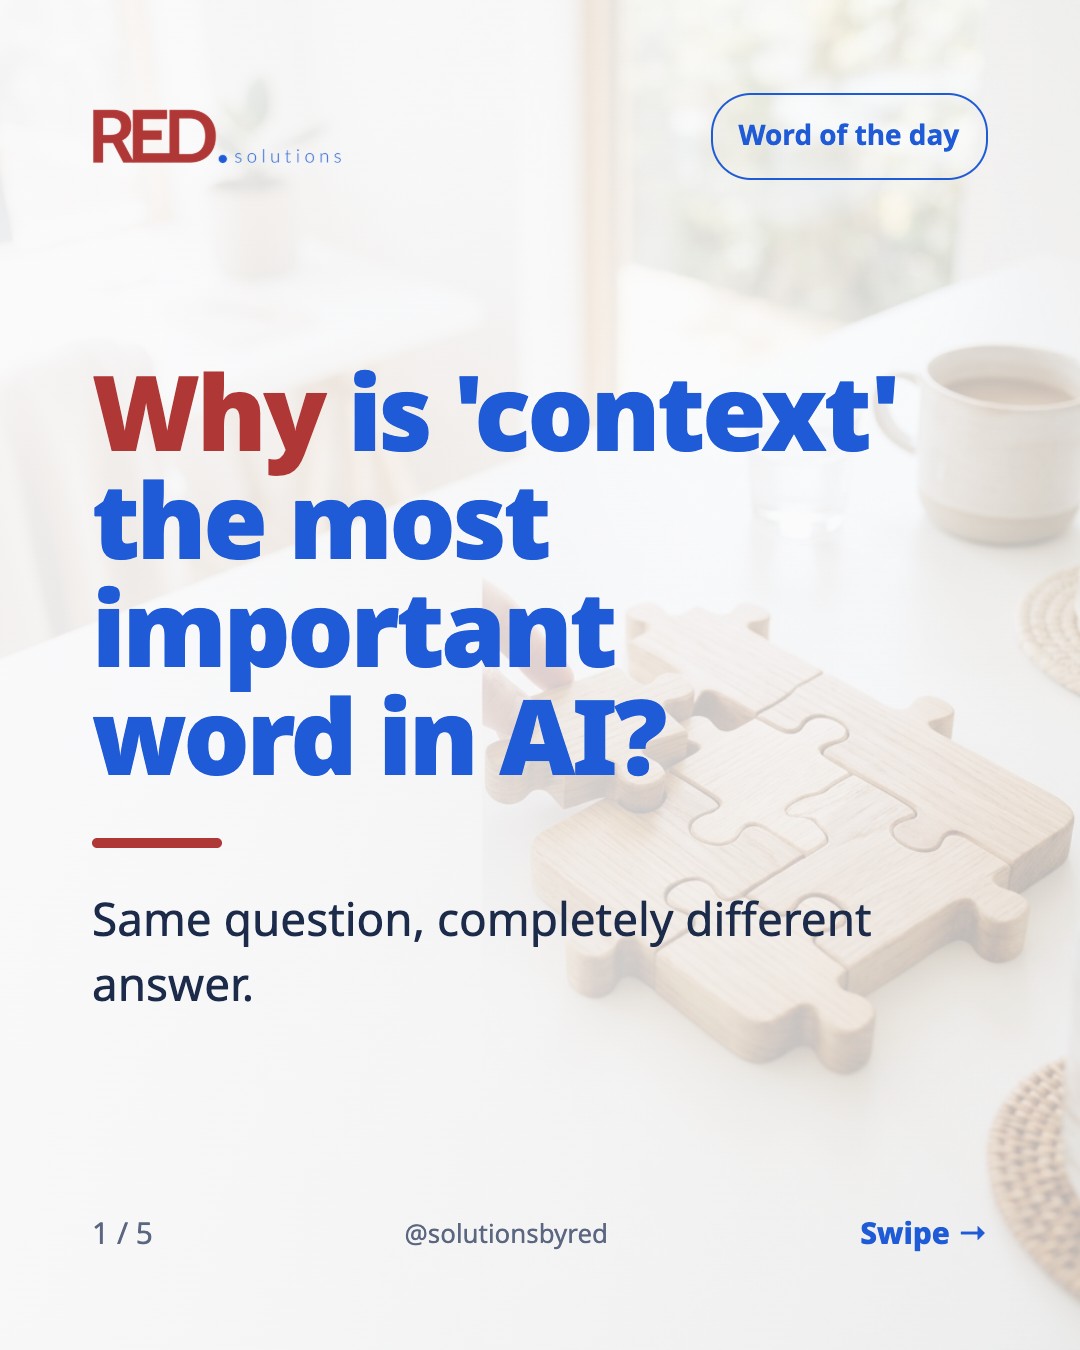 RED.solutions
Word of the day
Why is 'context'
the most
important
word in AI?
Same question, completely different
answer.
1 / 5
@solutionsbyred
Swipe →